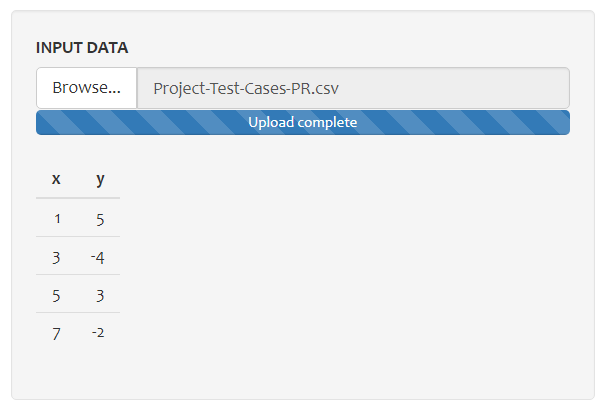 INPUT DATA
Browse... Project-Test-Cases-PR.csv
Upload complete
x y
1 5
3 -4
5 3
7 -2